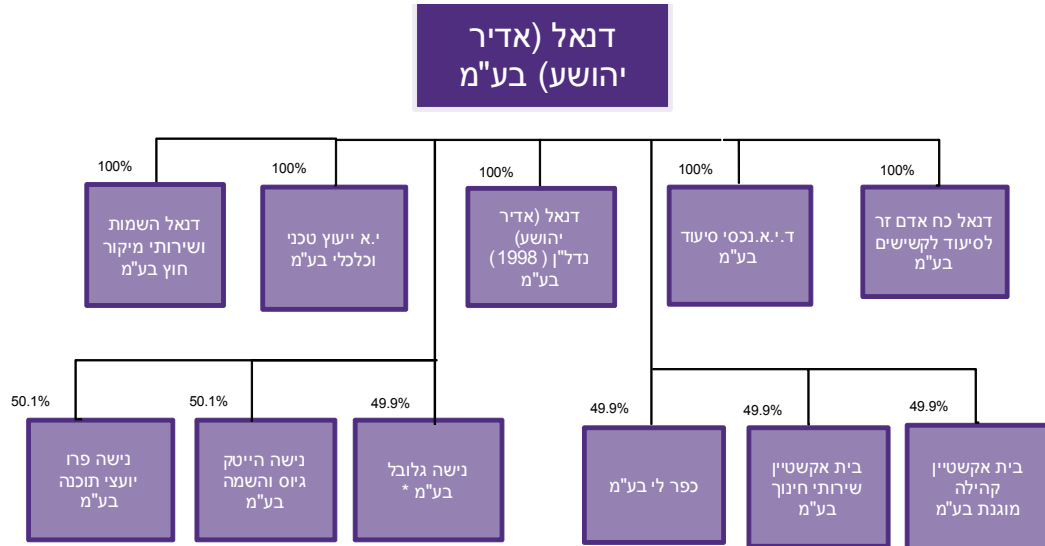 דנאל (אדיר
יהושע) בע"מ
100%
דנאל כח אדם זר
לסיעוד לקשישים
בע"מ
100%
ד.י.א.נכסי סיעוד
בע"מ
100%
דנאל (אדיר
יהושע)
נדל"ן ( 1998 )
בע"מ
100%
י.א ייעוץ טכני
וכלכלי בע"מ
100%
דנאל השמות
ושירותי מיקור
חוץ בע"מ
49.9%
בית אקשטיין
קהילה
מוגנת בע"מ
49.9%
בית אקשטיין
שירותי חינוך
בע"מ
49.9%
כפר לי בע"מ
49.9%
נישה גלובל
בע"מ *
50.1%
נישה הייטק
גיוס והשמה
בע"מ
50.1%
נישה פרו
יועצי תוכנה
בע"מ